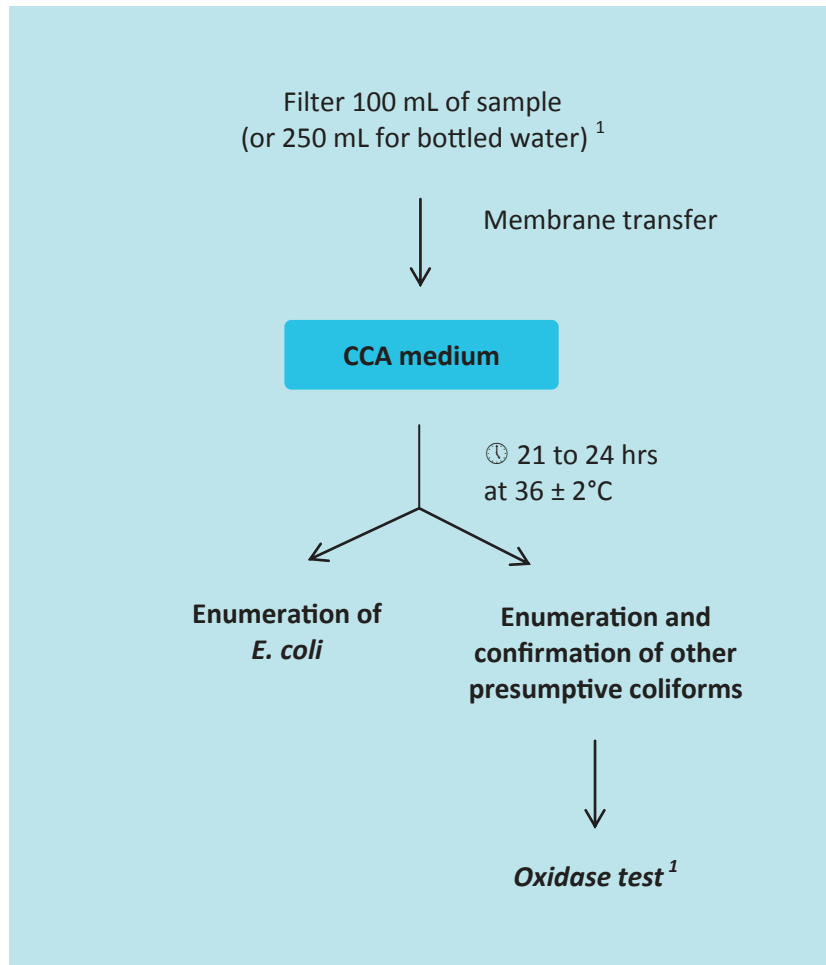 Filter 100 mL of sample
(or 250 mL for bottled water) 1
Membrane transfer
CCA medium
21 to 24 hrs
at 36 ± 2°C
Enumeration of
E. coli
Enumeration and
confirmation of other
presumptive coliforms
Oxidase test 1